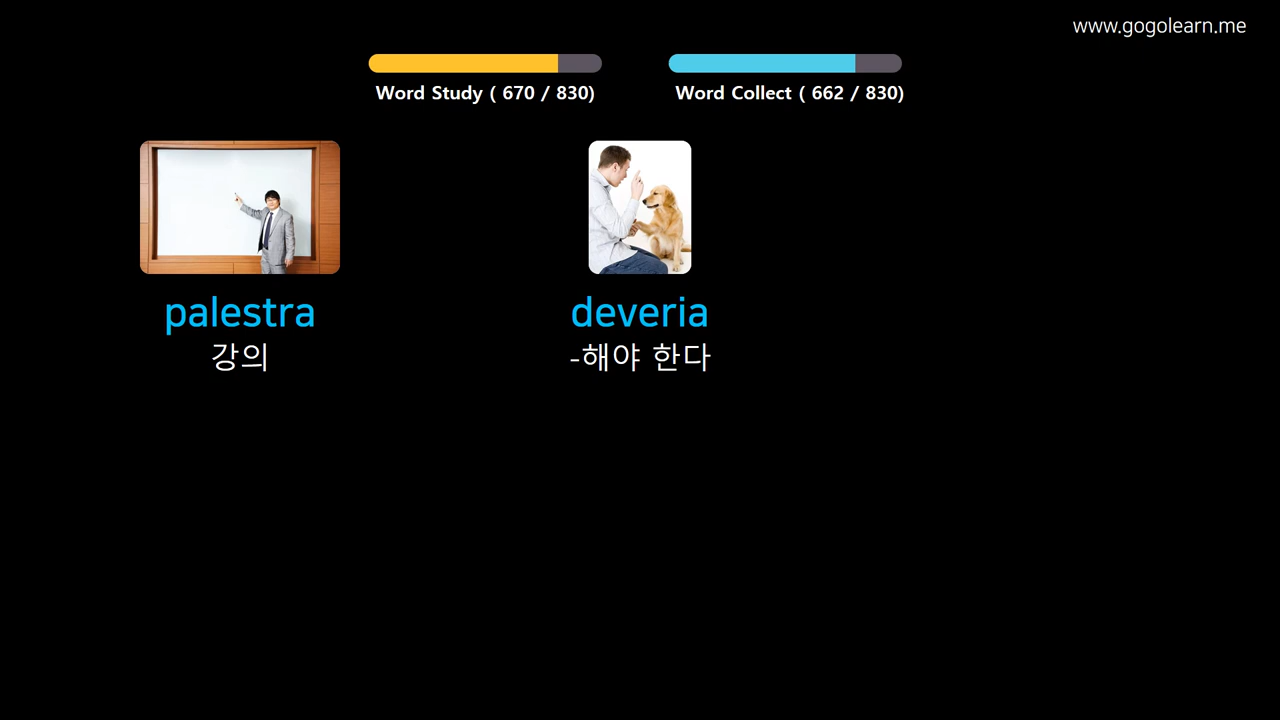 www.gogolearn.me
Word Study ( 670 / 830)
Word Collect ( 662 / 830)
palestra
강의
deveria
-해야 한다